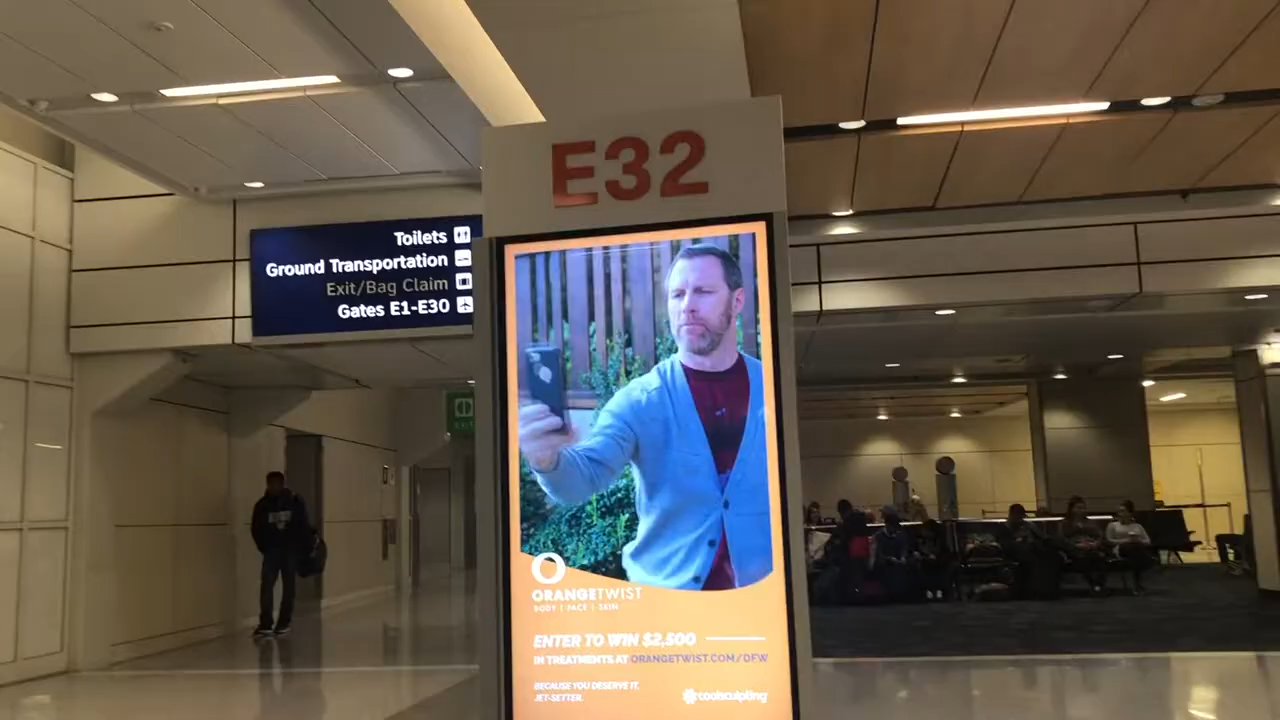 E32
Toilets
Ground Transportation
Exit/Bag Claim
Gates E1-E30
ORANGETWIST
BODY | FACE | SKIN
ENTER TO WIN $2,500
IN TREATMENTS AT ORANGETWIST.COM/DFW
BECAUSE YOU DESERVE IT,
JET-SETTER.
coolsculpting